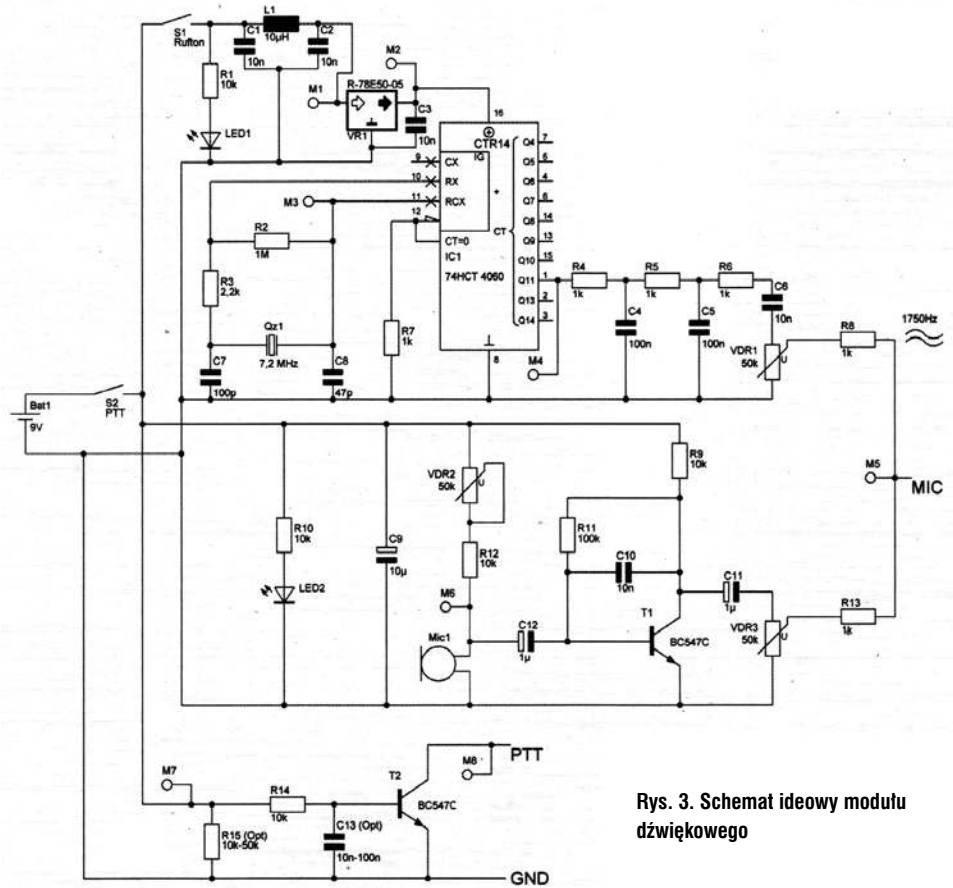 L1
10µH
S1
Rufton
C1
10n
C2
10n
R1
10k
LED1
M1
M2
R-78E50-05
VR1
C3
10n
16
CTR14
IG
CX
RX
RCX
+
CT
CT=0
IC1
74HCT 4060
9
10
11
12
8
Q4
7
Q5
5
Q6
4
Q7
6
Q8
14
Q9
13
Q10
15
Q11
1
Q13
2
Q14
3
M3
R2
1M
R3
2,2k
Qz1
7,2 MHz
C7
100p
C8
47p
R7
1k
M4
R4
1k
R5
1k
R6
1k
C4
100n
C5
100n
C6
10n
VDR1
50k
U
R8
1k
1750Hz
Bat1
9V
S2
PTT
M5
MIC
R10
10k
LED2
C9
10µ
VDR2
50k
U
R12
10k
M6
Mic1
C12
1µ
R11
100k
C10
10n
R9
10k
T1
BC547C
C11
1µ
VDR3
50k
U
R13
1k
M7
R14
10k
R15 (Opt)
10k-50k
C13 (Opt)
10n-100n
T2
BC547C
M8
PTT
GND
Rys. 3. Schemat ideowy modułu
dźwiękowego